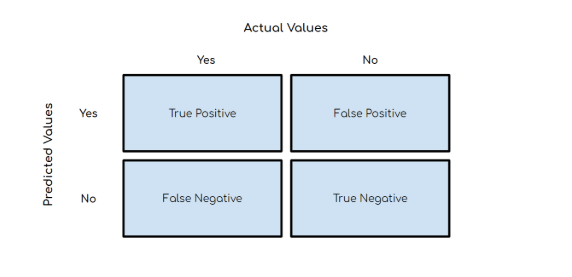 Actual Values
Yes No
Predicted Values
Yes True Positive False Positive
No False Negative True Negative